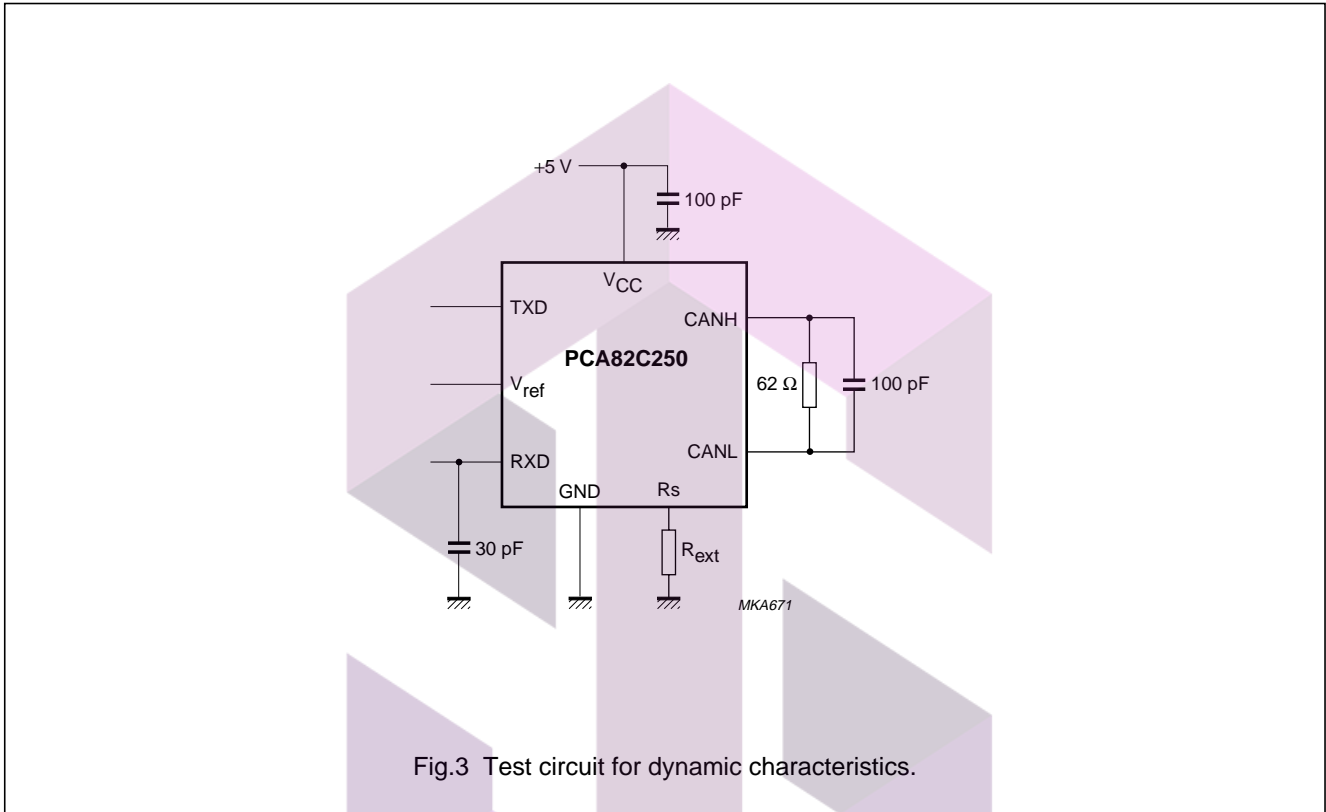 +5 V
100 pF
VCC
TXD
CANH
PCA82C250
62 Ω
100 pF
Vref
CANL
RXD
GND
Rs
30 pF
Rext
MKA671
Fig.3 Test circuit for dynamic characteristics.